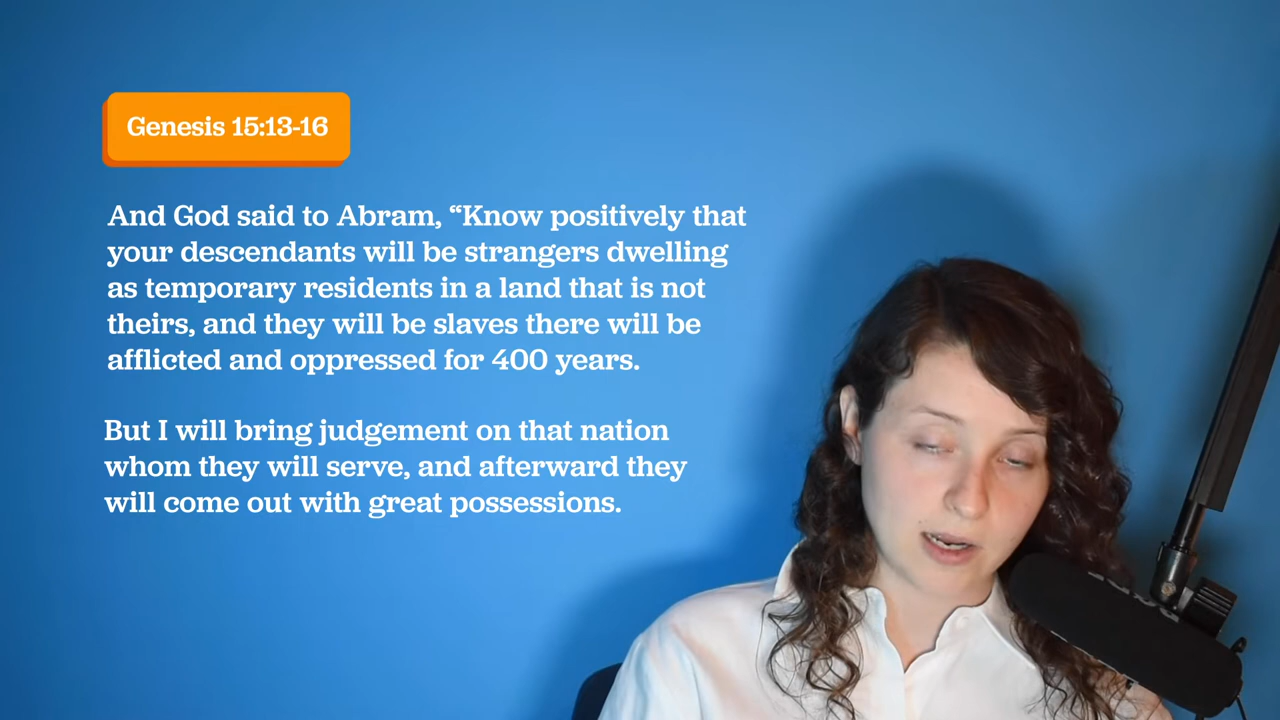 Genesis 15:13-16
And God said to Abram, “Know positively that
your descendants will be strangers dwelling
as temporary residents in a land that is not
theirs, and they will be slaves there will be
afflicted and oppressed for 400 years.
But I will bring judgement on that nation
whom they will serve, and afterward they
will come out with great possessions.